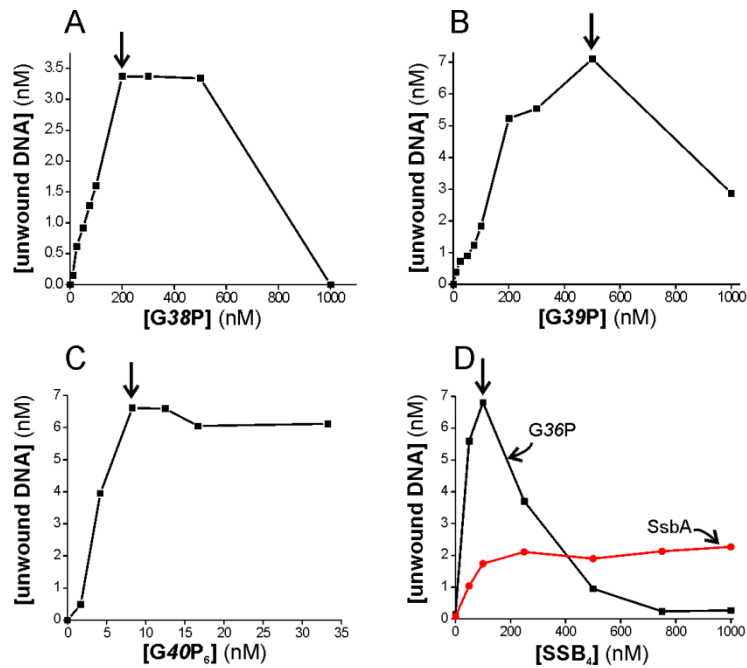 A
[unwound DNA] (nM)
3.5
3.0
2.5
2.0
1.5
1.0
0.5
0.0
0 200 400 600 800 1000
[G38P] (nM)
B
[unwound DNA] (nM)
7
6
5
4
3
2
1
0
0 200 400 600 800 1000
[G39P] (nM)
C
[unwound DNA] (nM)
7
6
5
4
3
2
1
0
0 5 10 15 20 25 30 35
[G40P₆] (nM)
D
[unwound DNA] (nM)
7
6
5
4
3
2
1
0
G36P
SsbA
0 200 400 600 800 1000
[SSB₄] (nM)